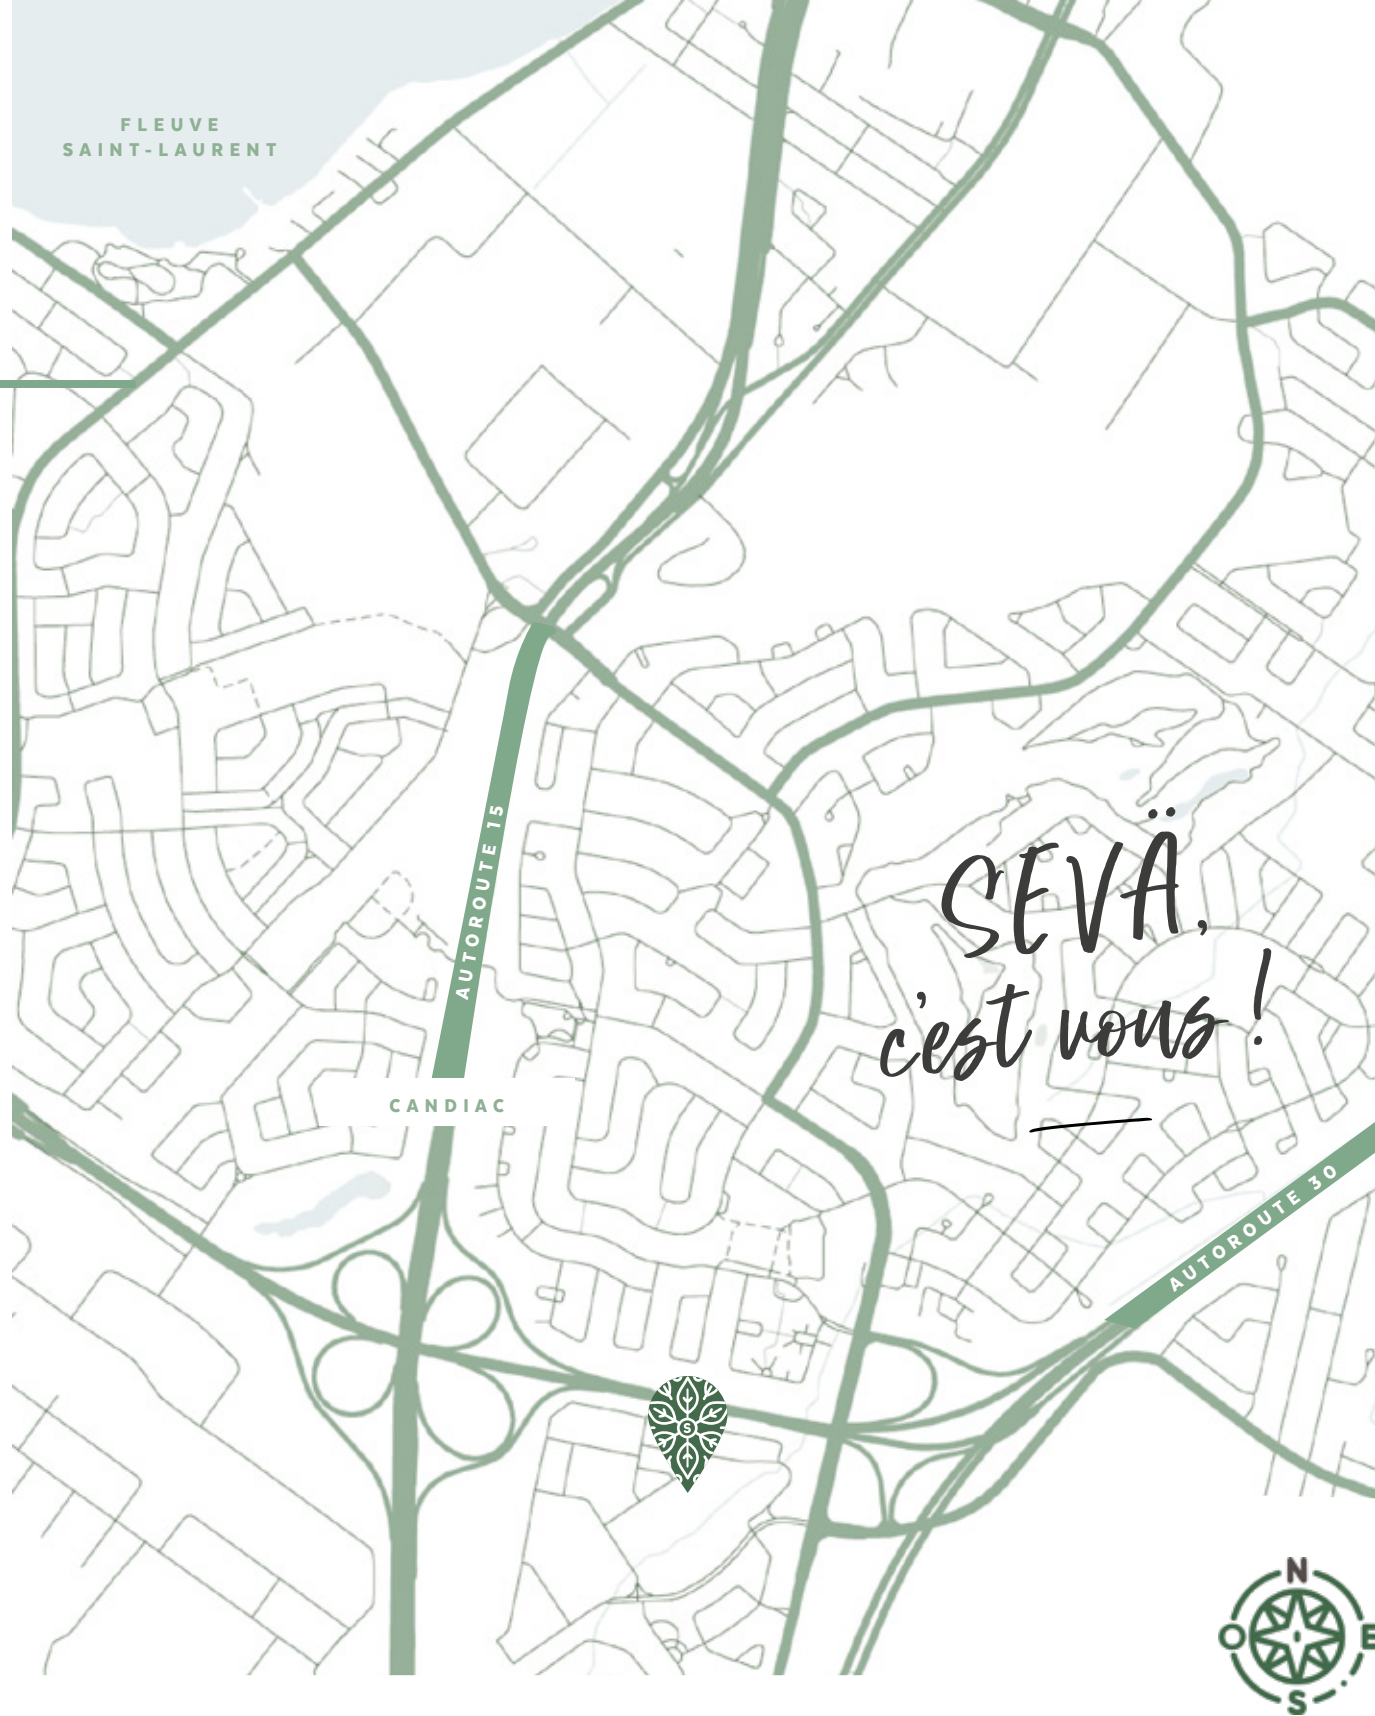 FLEUVE
SAINT-LAURENT
AUTOROUTE 15
SEVÄ,
c'est vous !
CANDIAC
AUTOROUTE 30
S
N
O
E
S